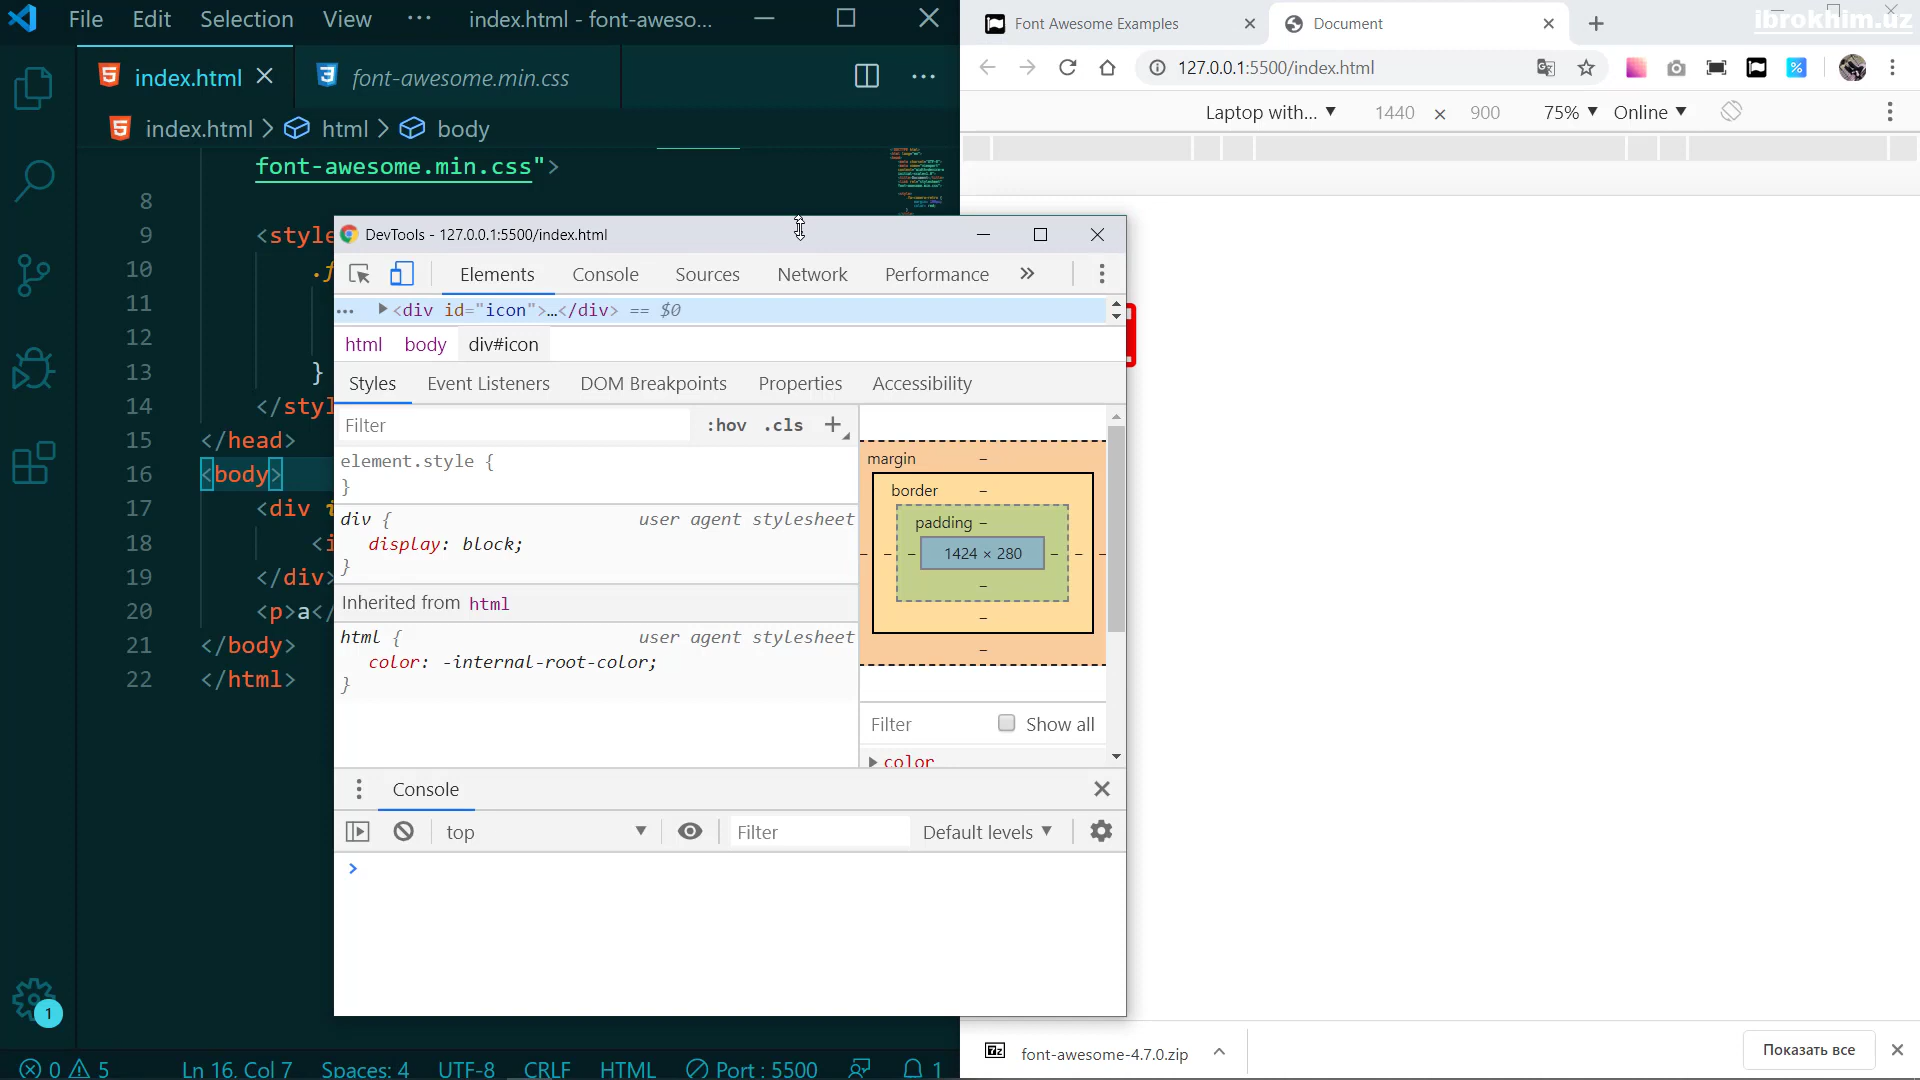 File Edit Selection View ··· index.html - font-aweso...
index.html font-awesome.min.css
index.html > html > body
font-awesome.min.css">
8
9 <style
10
11
12
13 }
14
15 </head>
16 <body>
17 <div
18
19 </div>
20 <p>a</
21 </body>
22 </html>
1
0 5 Ln 16, Col 7 Spaces: 4 UTF-8 CRLF HTML Port : 5500 1
DevTools - 127.0.0.1:5500/index.html
Elements Console Sources Network Performance »
... <div id="icon">…</div> == $0
html body div#icon
Styles Event Listeners DOM Breakpoints Properties Accessibility
Filter :hov .cls +
element.style {
}
div { user agent stylesheet
display: block;
}
Inherited from html
html { user agent stylesheet
color: -internal-root-color;
}
margin –
border –
padding –
– – – 1424 × 280 – – –
–
–
–
Filter Show all
color
Console
top Filter Default levels
>
Font Awesome Examples Document
ibrokhim.uz
127.0.0.1:5500/index.html
Laptop with... 1440 × 900 75% Online
font-awesome-4.7.0.zip Показать все